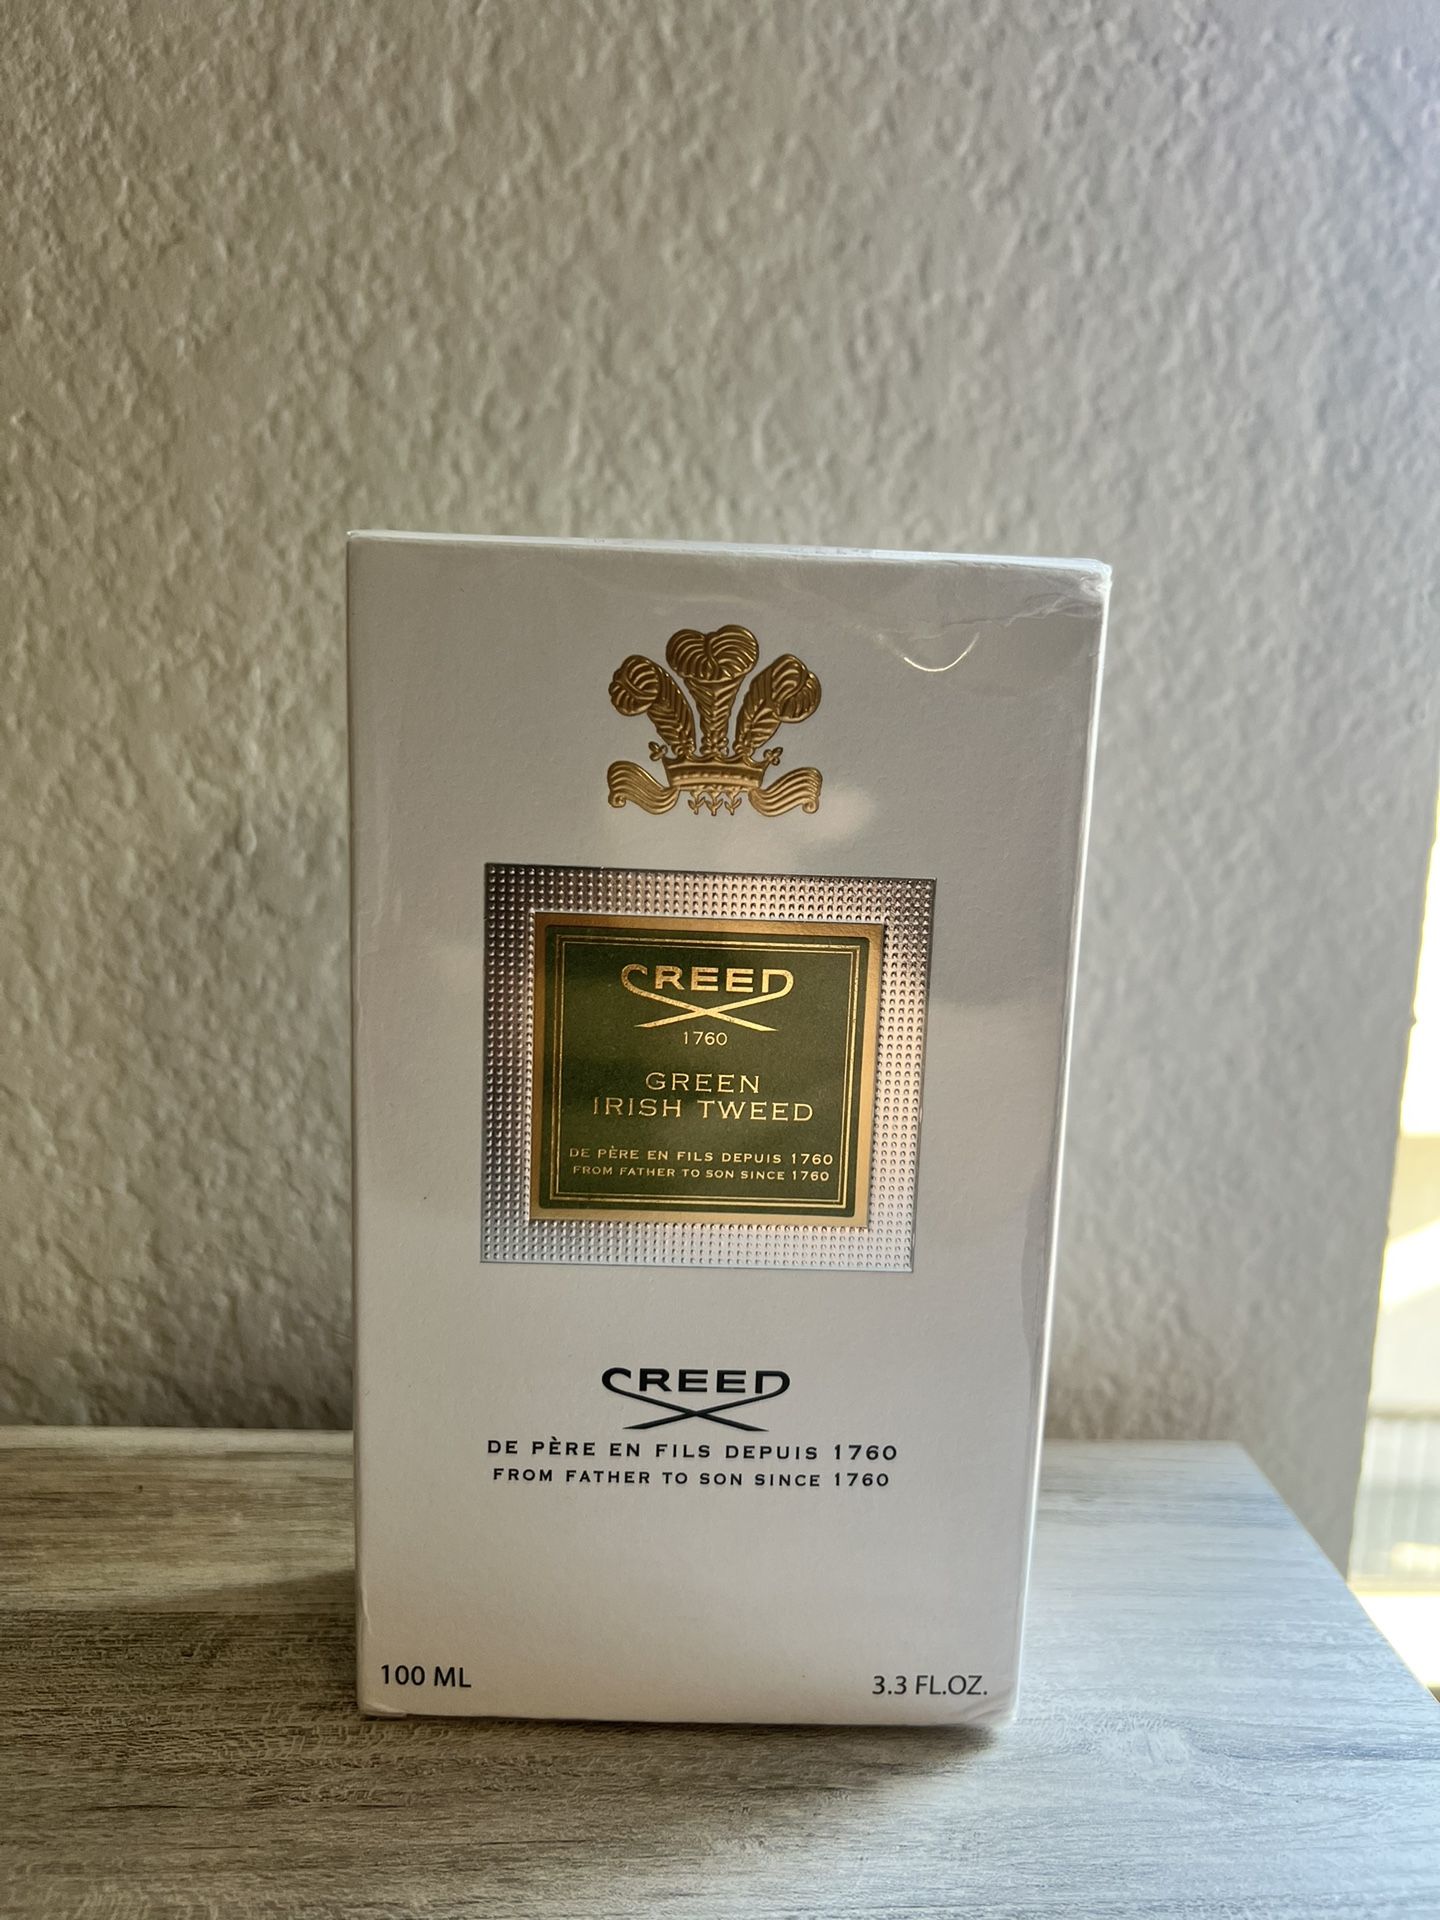 CREED
1760
GREEN
IRISH TWEED
DE PÈRE EN FILS DEPUIS 1760
FROM FATHER TO SON SINCE 1760
CREED
DE PÈRE EN FILS DEPUIS 1760
FROM FATHER TO SON SINCE 1760
100 ML
3.3 FL.OZ.